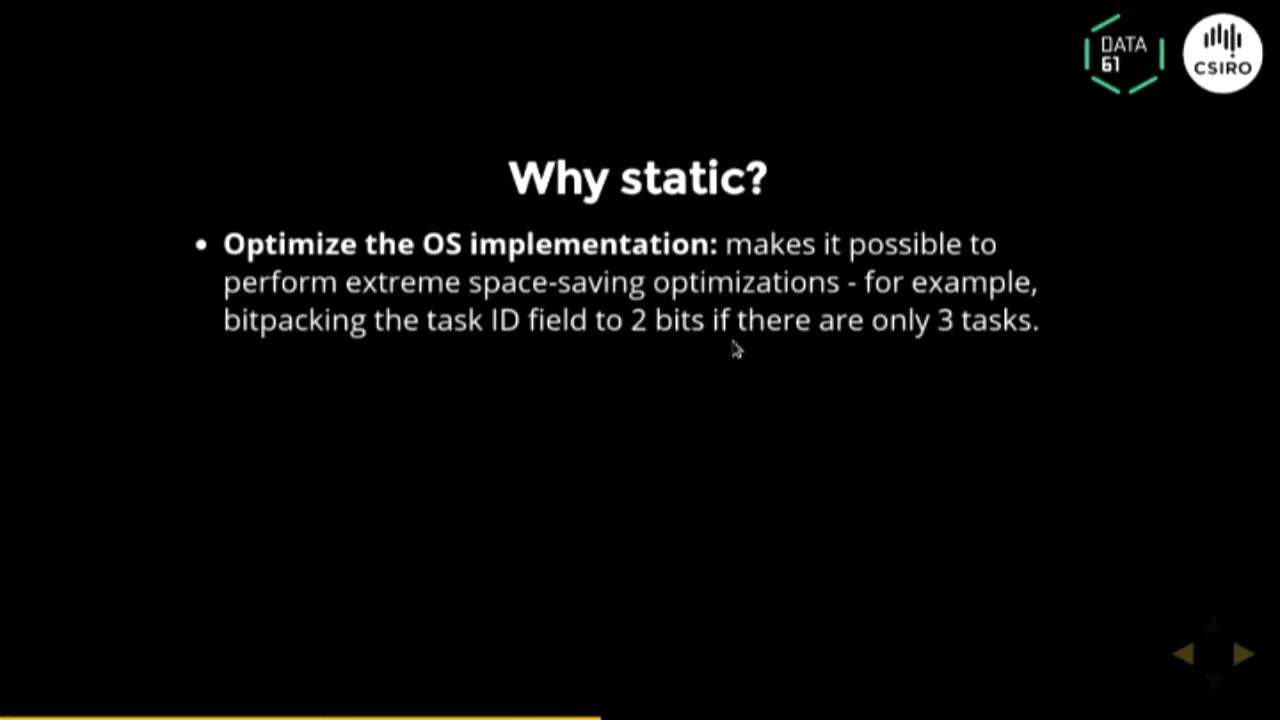 DATA
61
CSIRO
Why static?
• Optimize the OS implementation: makes it possible to
perform extreme space-saving optimizations - for example,
bitpacking the task ID field to 2 bits if there are only 3 tasks.